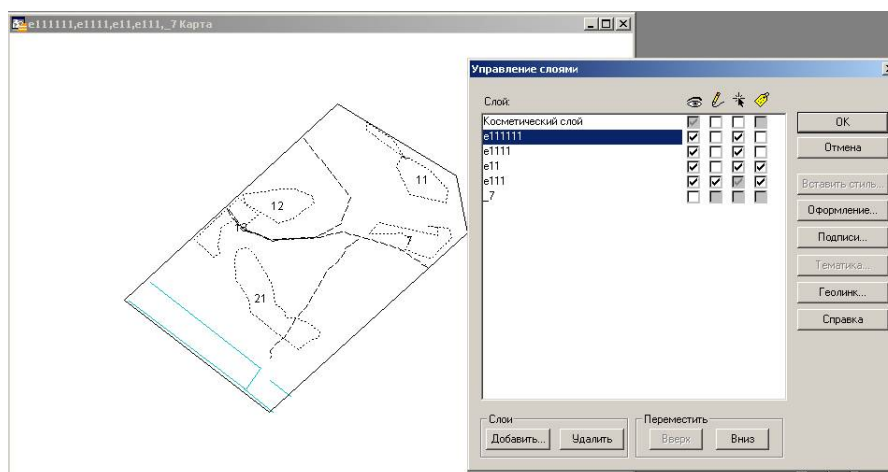 e111111,e1111,e11,e111,_7 Карта
Управление слоями
Слой:
Косметический слой
e111111
e1111
e11
e111
_7
OK
Отмена
Вставить стиль...
Оформление...
Подписи...
Тематика...
Геолинк...
Справка
Слои
Добавить...
Удалить
Переместить
Вверх
Вниз
11
12
7
21